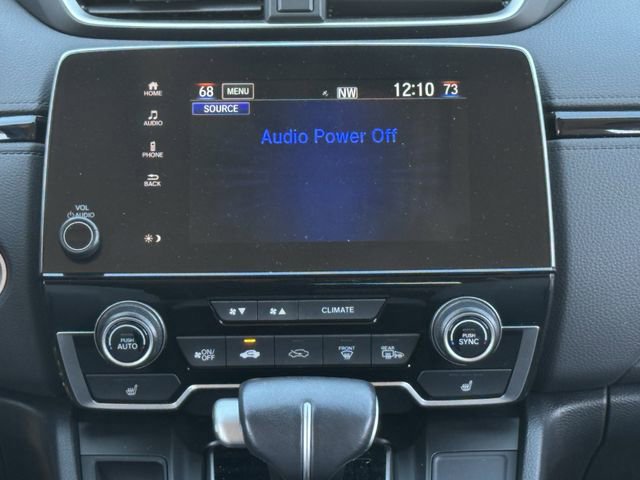 68 MENU NW 12:10 73
SOURCE
Audio Power Off
HOME
AUDIO
PHONE
BACK
VOL
AUDIO
CLIMATE
PUSH
AUTO
ON/
OFF
FRONT
REAR
PUSH
SYNC